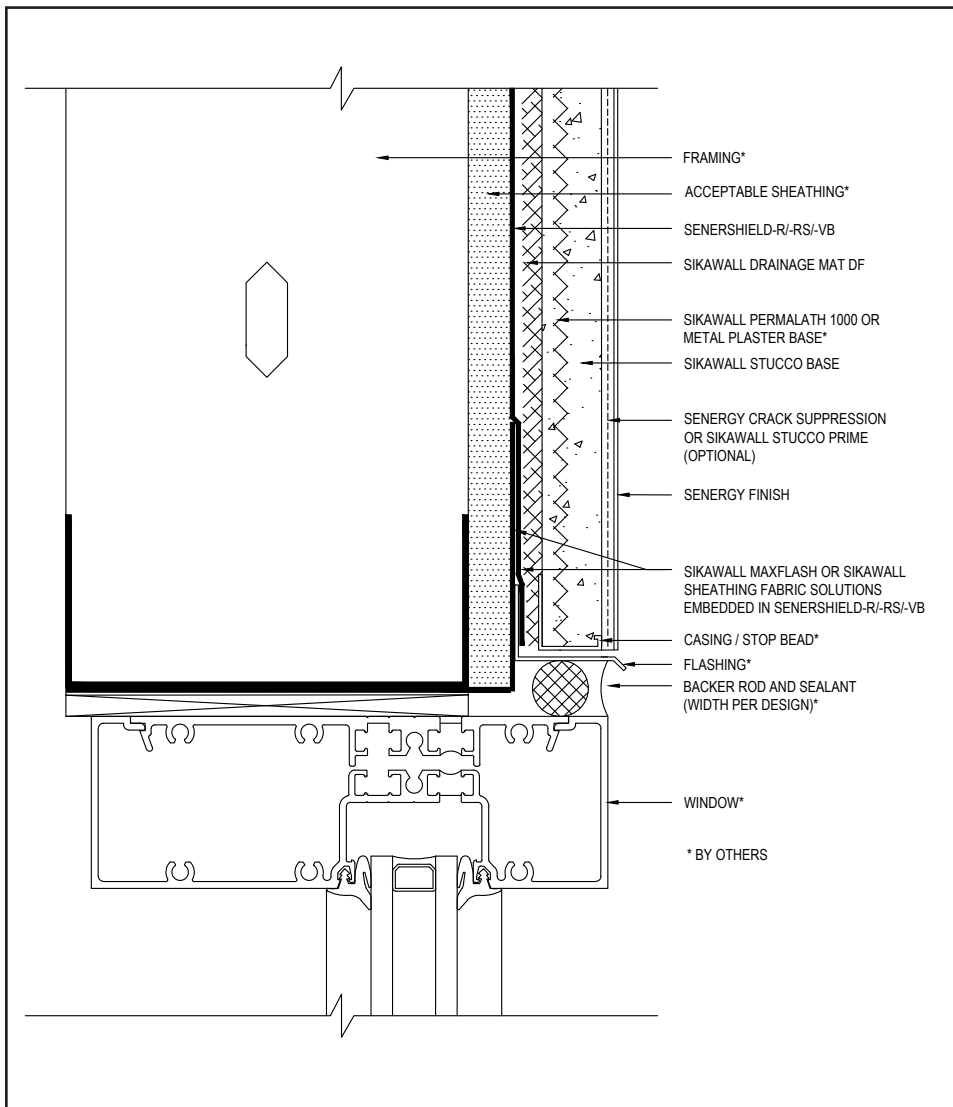 FRAMING*
ACCEPTABLE SHEATHING*
SENERSHIELD-R/-RS/-VB
SIKAWALL DRAINAGE MAT DF
SIKAWALL PERMALATH 1000 OR
METAL PLASTER BASE*
SIKAWALL STUCCO BASE
SENERGY CRACK SUPPRESSION
OR SIKAWALL STUCCO PRIME
(OPTIONAL)
SENERGY FINISH
SIKAWALL MAXFLASH OR SIKAWALL
SHEATHING FABRIC SOLUTIONS
EMBEDDED IN SENERSHIELD-R/-RS/-VB
CASING / STOP BEAD*
FLASHING*
BACKER ROD AND SEALANT
(WIDTH PER DESIGN)*
WINDOW*
* BY OTHERS